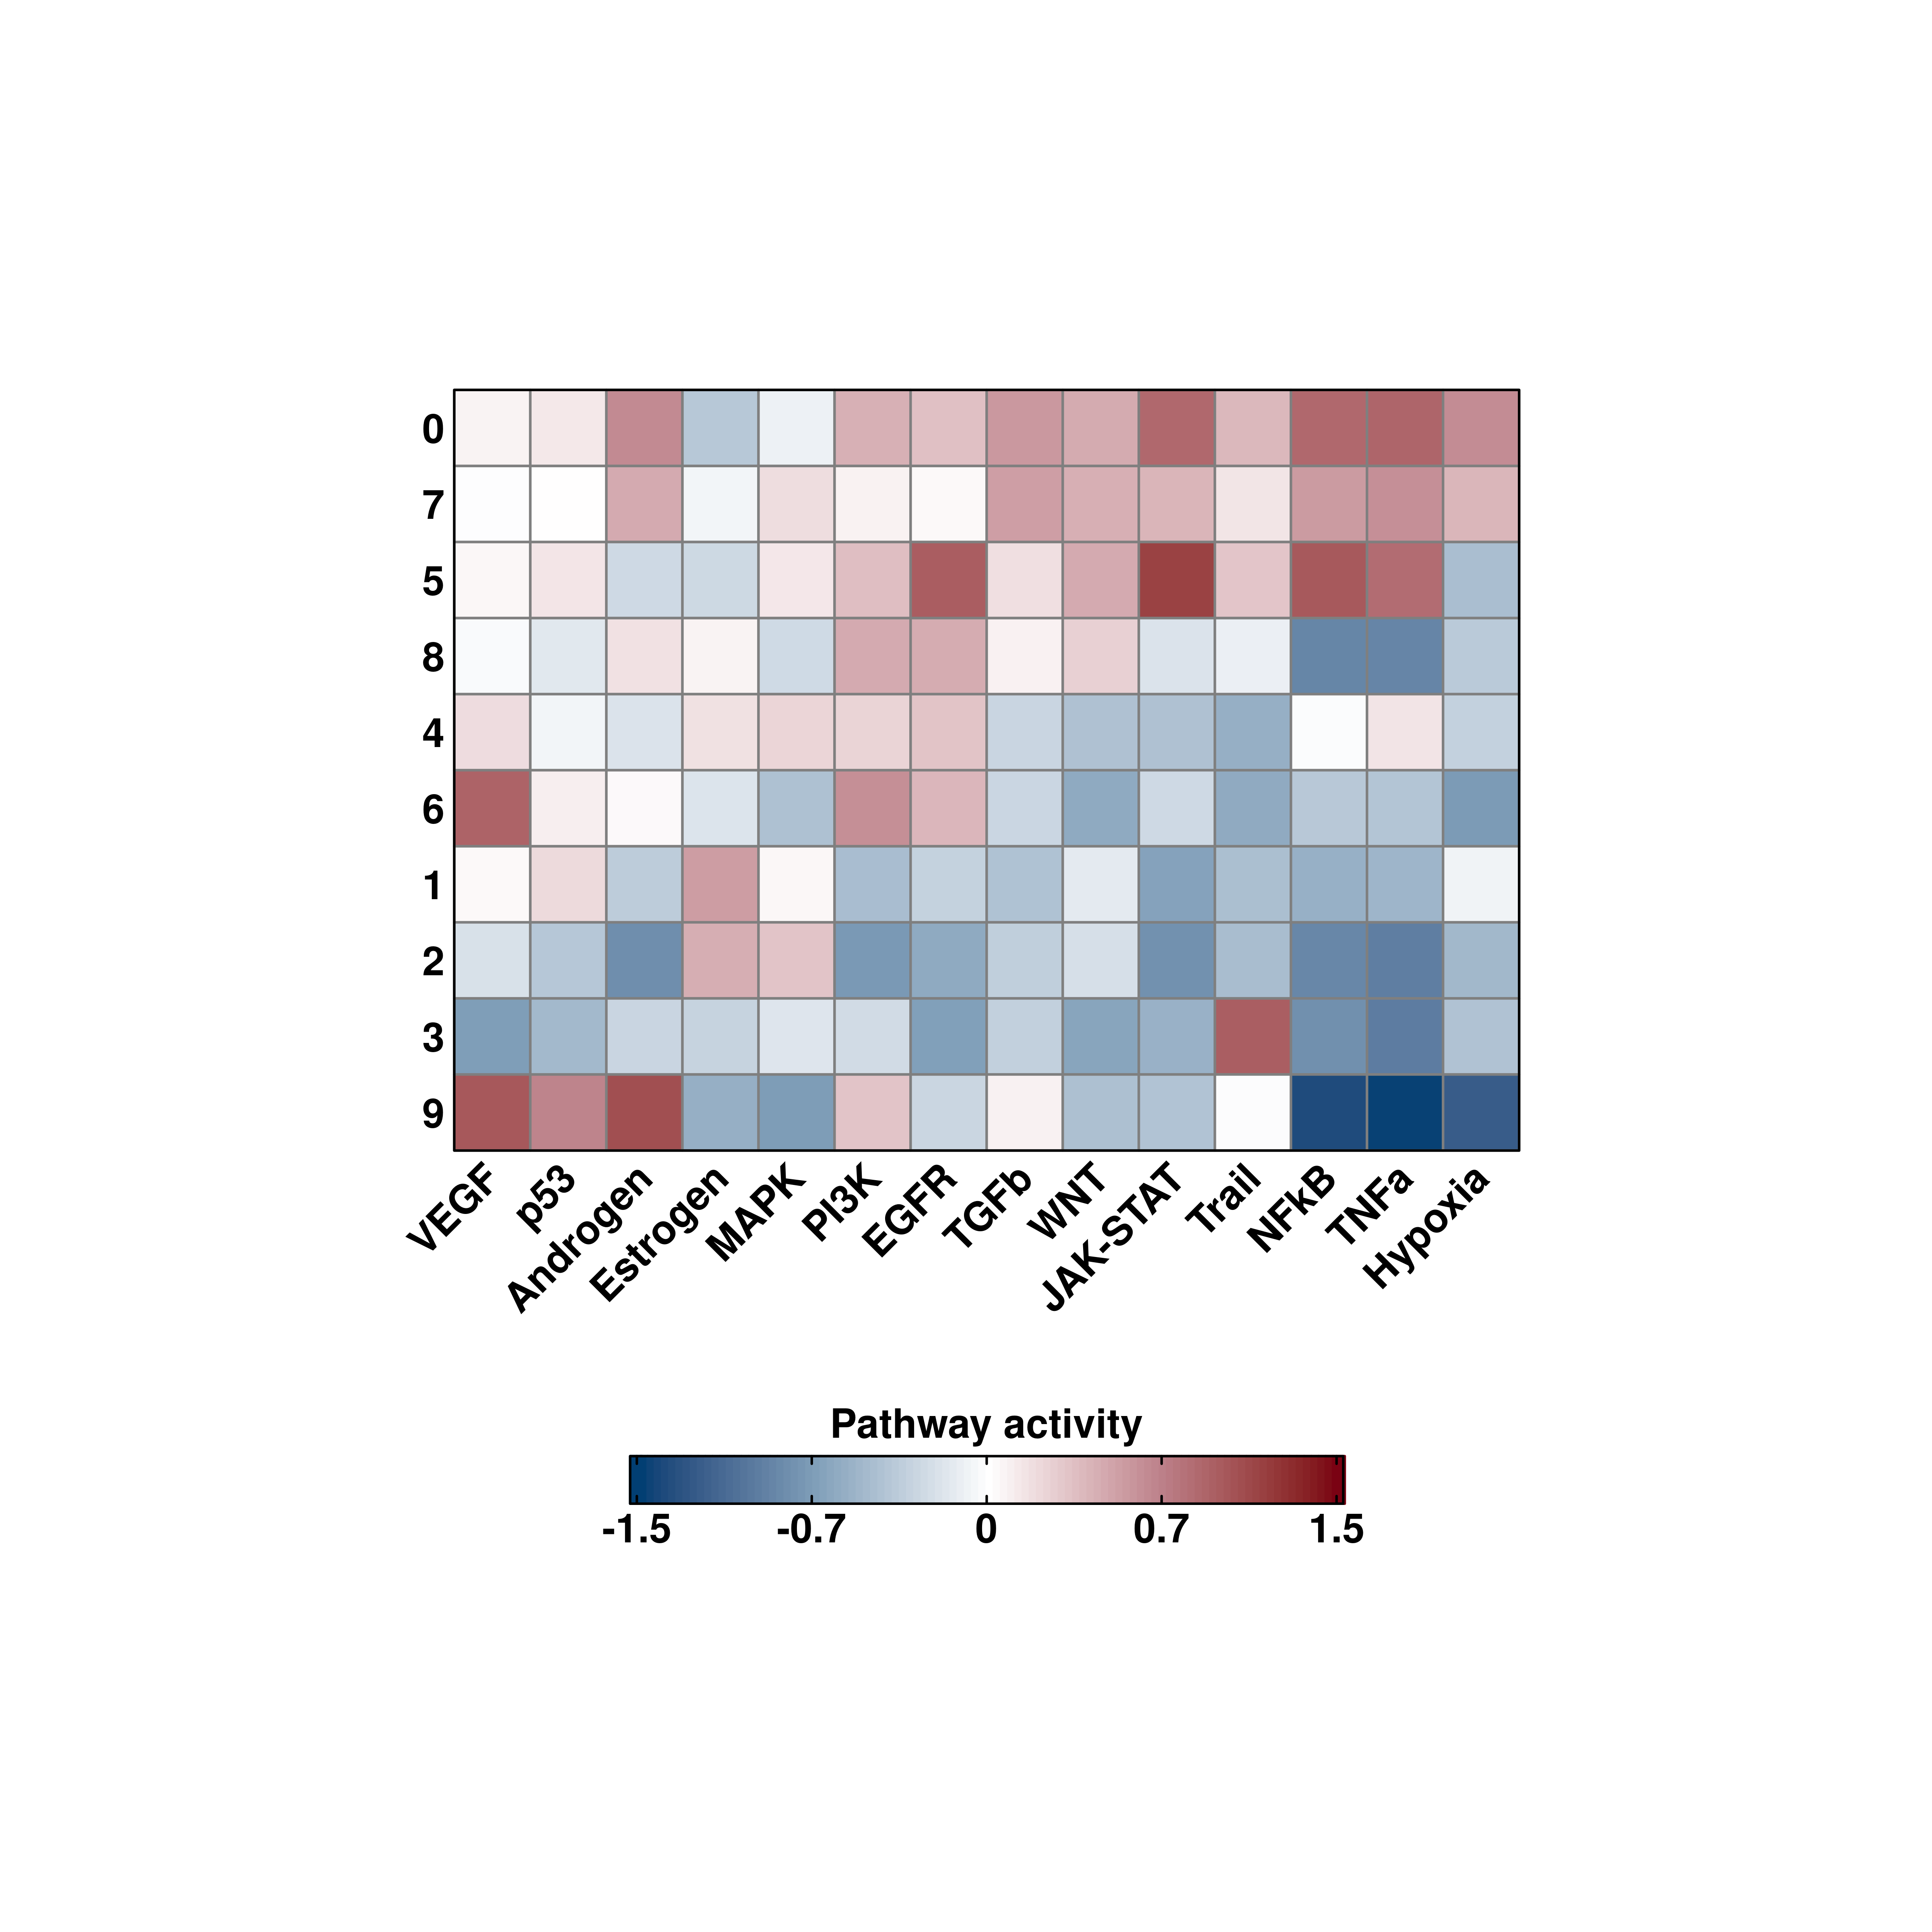 0
7
5
8
4
6
1
2
3
9
VEGF
p53
Androgen
Estrogen
MAPK
PI3K
EGFR
TGFb
WNT
JAK-STAT
Trail
NFkB
TNFa
Hypoxia
Pathway activity
-1.5 -0.7 0 0.7 1.5